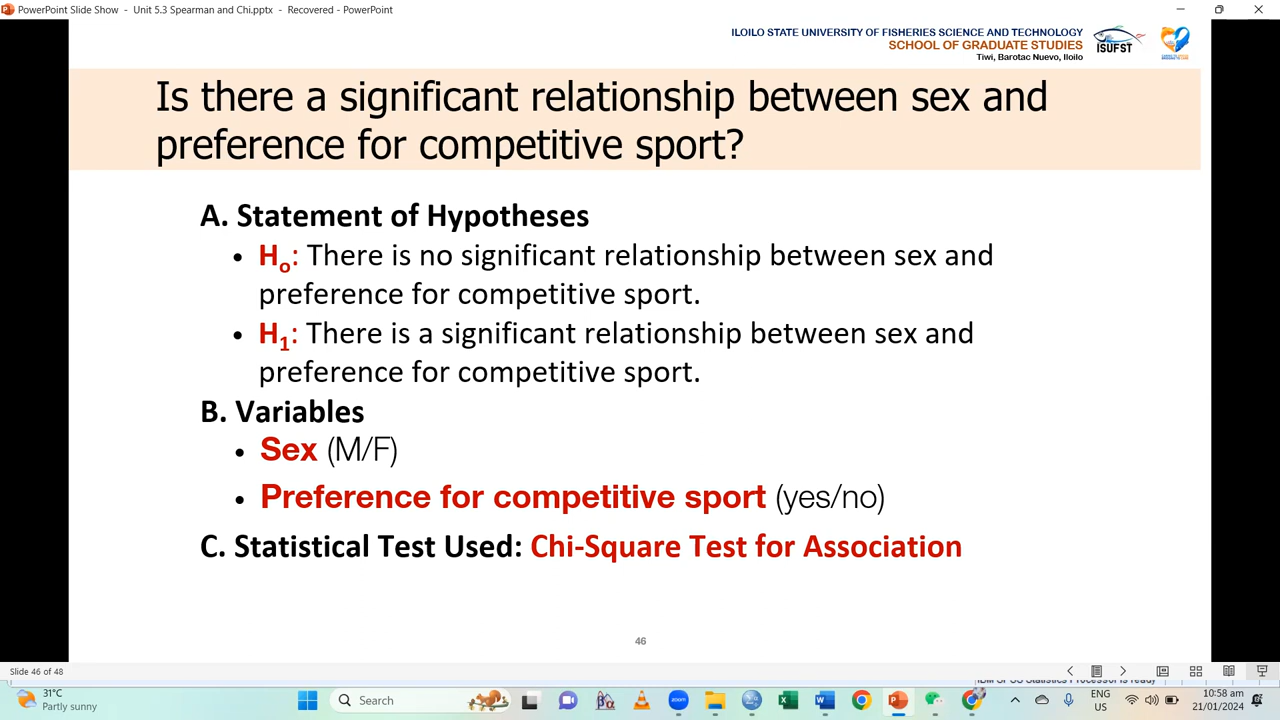 PowerPoint Slide Show - Unit 5.3 Spearman and Chi.pptx - Recovered - PowerPoint
ILOILO STATE UNIVERSITY OF FISHERIES SCIENCE AND TECHNOLOGY
SCHOOL OF GRADUATE STUDIES
Tiwi, Barotac Nuevo, Iloilo
ISUFST
Is there a significant relationship between sex and
preference for competitive sport?
A. Statement of Hypotheses
• Ho: There is no significant relationship between sex and
preference for competitive sport.
• H1: There is a significant relationship between sex and
preference for competitive sport.
B. Variables
• Sex (M/F)
• Preference for competitive sport (yes/no)
C. Statistical Test Used: Chi-Square Test for Association
46
Slide 46 of 48
31°C
Partly sunny
Search
ENG
US
10:58 am
21/01/2024